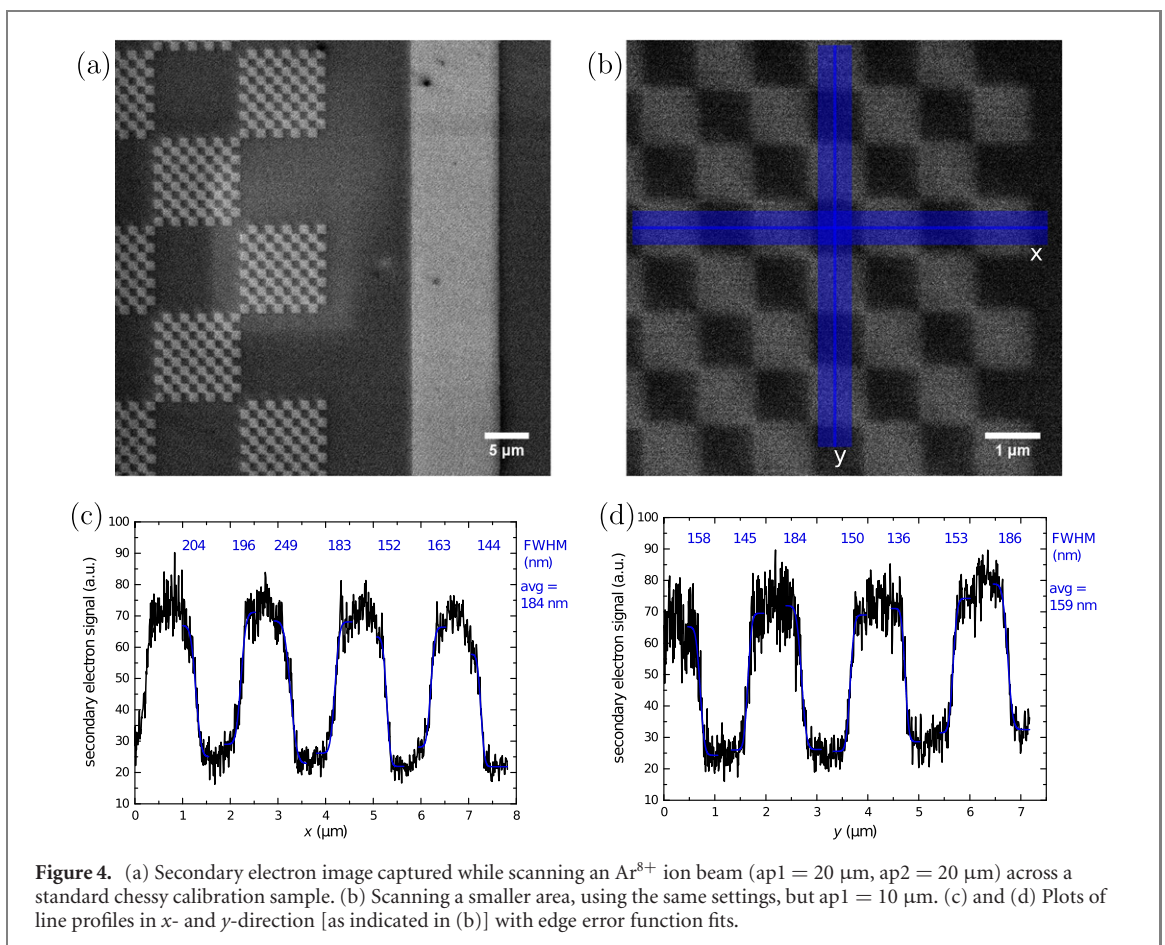 (a)
5 µm
(b)
x
y
1 µm
(c)
100
90
80
70
60
50
40
30
20
10
secondary electron signal (a.u.)
204 196 249 183 152 163 144
FWHM
(nm)
avg =
184 nm
0 1 2 3 4 5 6 7 8
x (µm)
(d)
100
90
80
70
60
50
40
30
20
10
secondary electron signal (a.u.)
158 145 184 150 136 153 186
FWHM
(nm)
avg =
159 nm
0 1 2 3 4 5 6 7
y (µm)
Figure 4. (a) Secondary electron image captured while scanning an Ar⁸⁺ ion beam (ap1 = 20 µm, ap2 = 20 µm) across a
standard chessy calibration sample. (b) Scanning a smaller area, using the same settings, but ap1 = 10 µm. (c) and (d) Plots of
line profiles in x- and y-direction [as indicated in (b)] with edge error function fits.